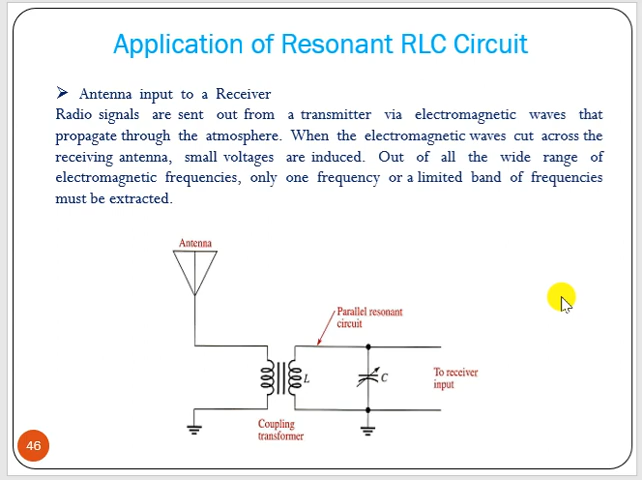 Application of Resonant RLC Circuit
➢ Antenna input to a Receiver
Radio signals are sent out from a transmitter via electromagnetic waves that
propagate through the atmosphere. When the electromagnetic waves cut across the
receiving antenna, small voltages are induced. Out of all the wide range of
electromagnetic frequencies, only one frequency or a limited band of frequencies
must be extracted.
Antenna
Parallel resonant
circuit
L
C
To receiver
input
Coupling
transformer
46